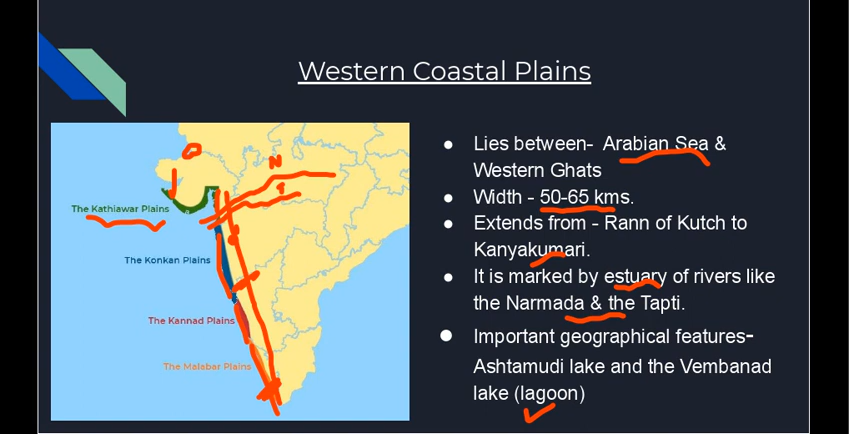 Western Coastal Plains
The Kathiawar Plains
The Konkan Plains
The Kannad Plains
The Malabar Plains
N
T
● Lies between- Arabian Sea &
Western Ghats
● Width - 50-65 kms.
● Extends from - Rann of Kutch to
Kanyakumari.
● It is marked by estuary of rivers like
the Narmada & the Tapti.
● Important geographical features-
Ashtamudi lake and the Vembanad
lake (lagoon)